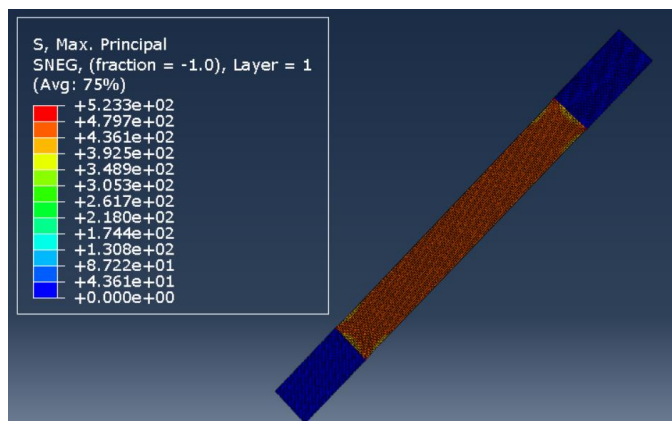 S, Max. Principal
SNEG, (fraction = -1.0), Layer = 1
(Avg: 75%)
+5.233e+02
+4.797e+02
+4.361e+02
+3.925e+02
+3.489e+02
+3.053e+02
+2.617e+02
+2.180e+02
+1.744e+02
+1.308e+02
+8.722e+01
+4.361e+01
+0.000e+00